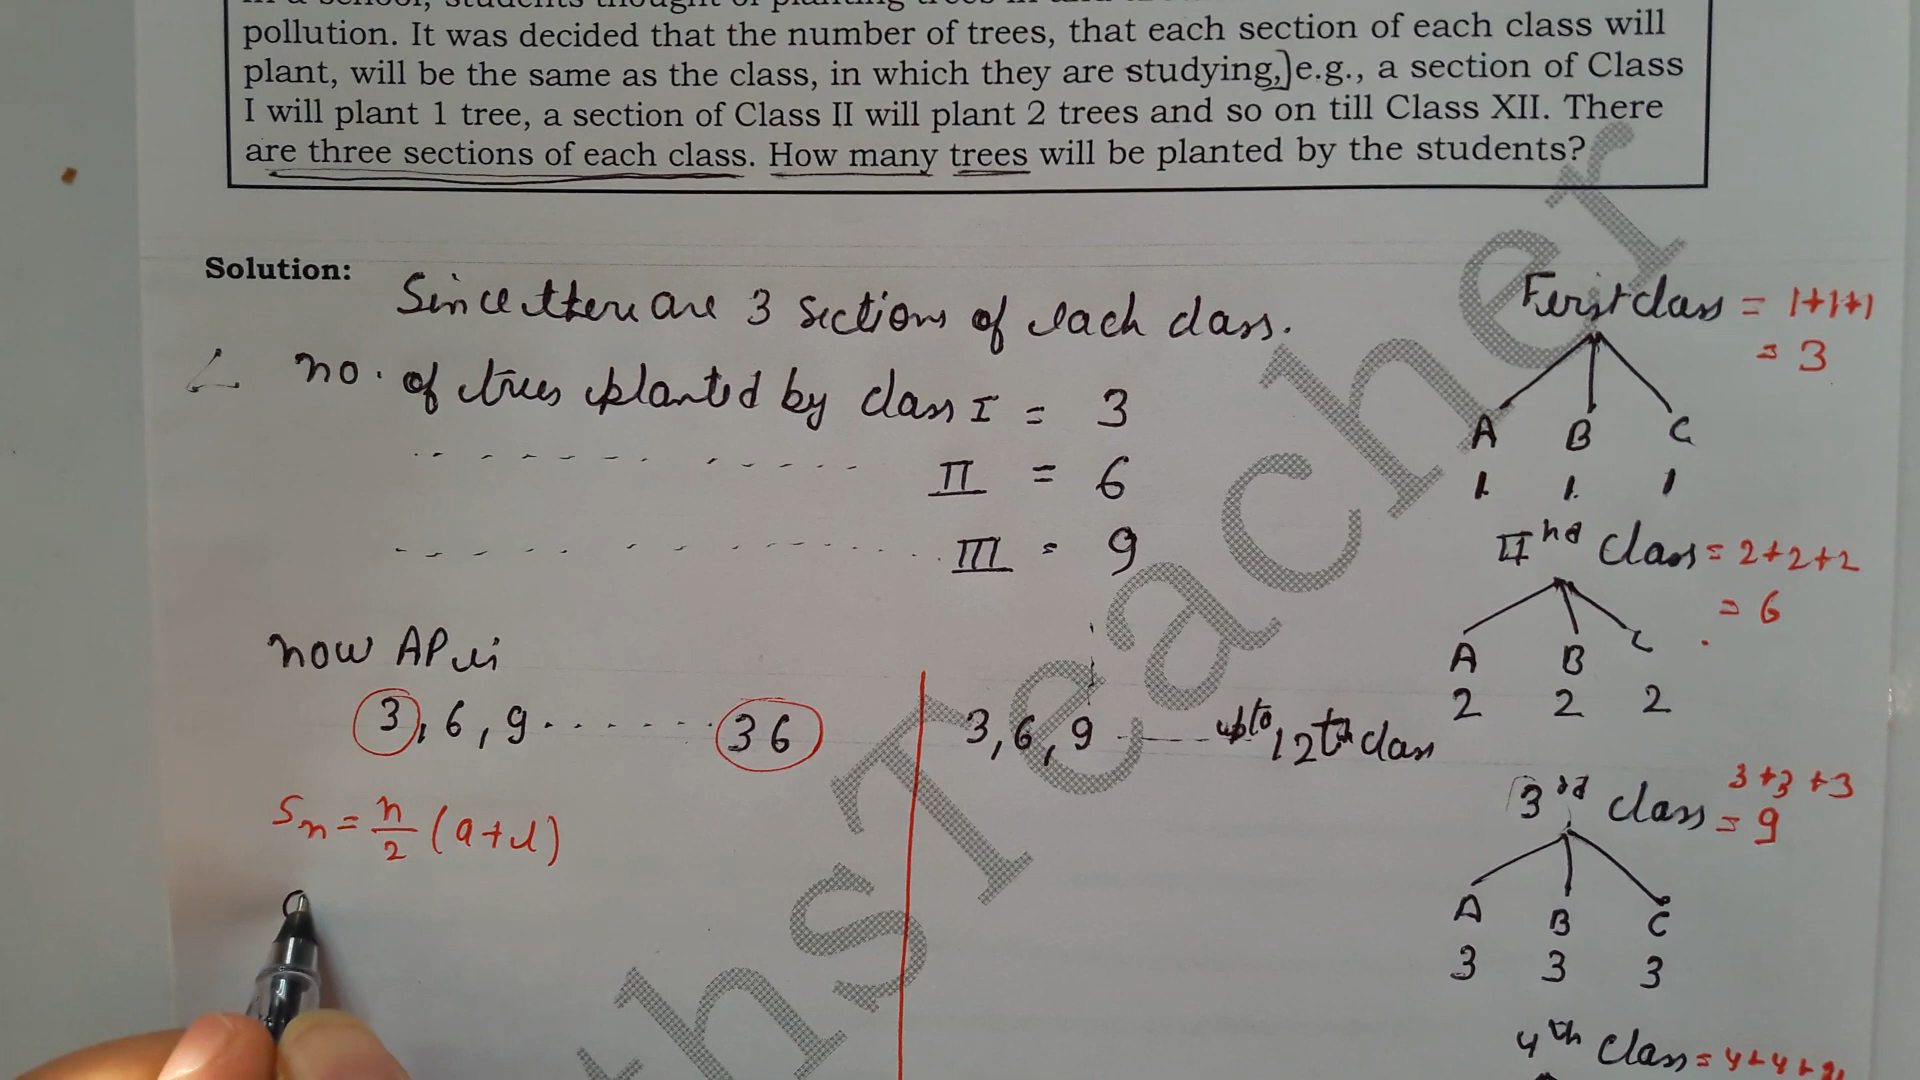 pollution. It was decided that the number of trees, that each section of each class will
plant, will be the same as the class, in which they are studying, e.g., a section of Class
I will plant 1 tree, a section of Class II will plant 2 trees and so on till Class XII. There
are three sections of each class. How many trees will be planted by the students?
Solution:
Since there are 3 sections of each class.
no. of trees planted by class I = 3
II = 6
III = 9
now AP is
3, 6, 9 ....... 36
Sn = n/2 (a+l)
a
3, 6, 9 ---- upto 12th class
First class = 1+1+1
= 3
A B C
1 1 1
IInd class = 2+2+2
= 6
A B C
2 2 2
3rd class 3+3+3
= 9
A B C
3 3 3
4th class = 4+4+4
hsTeacher